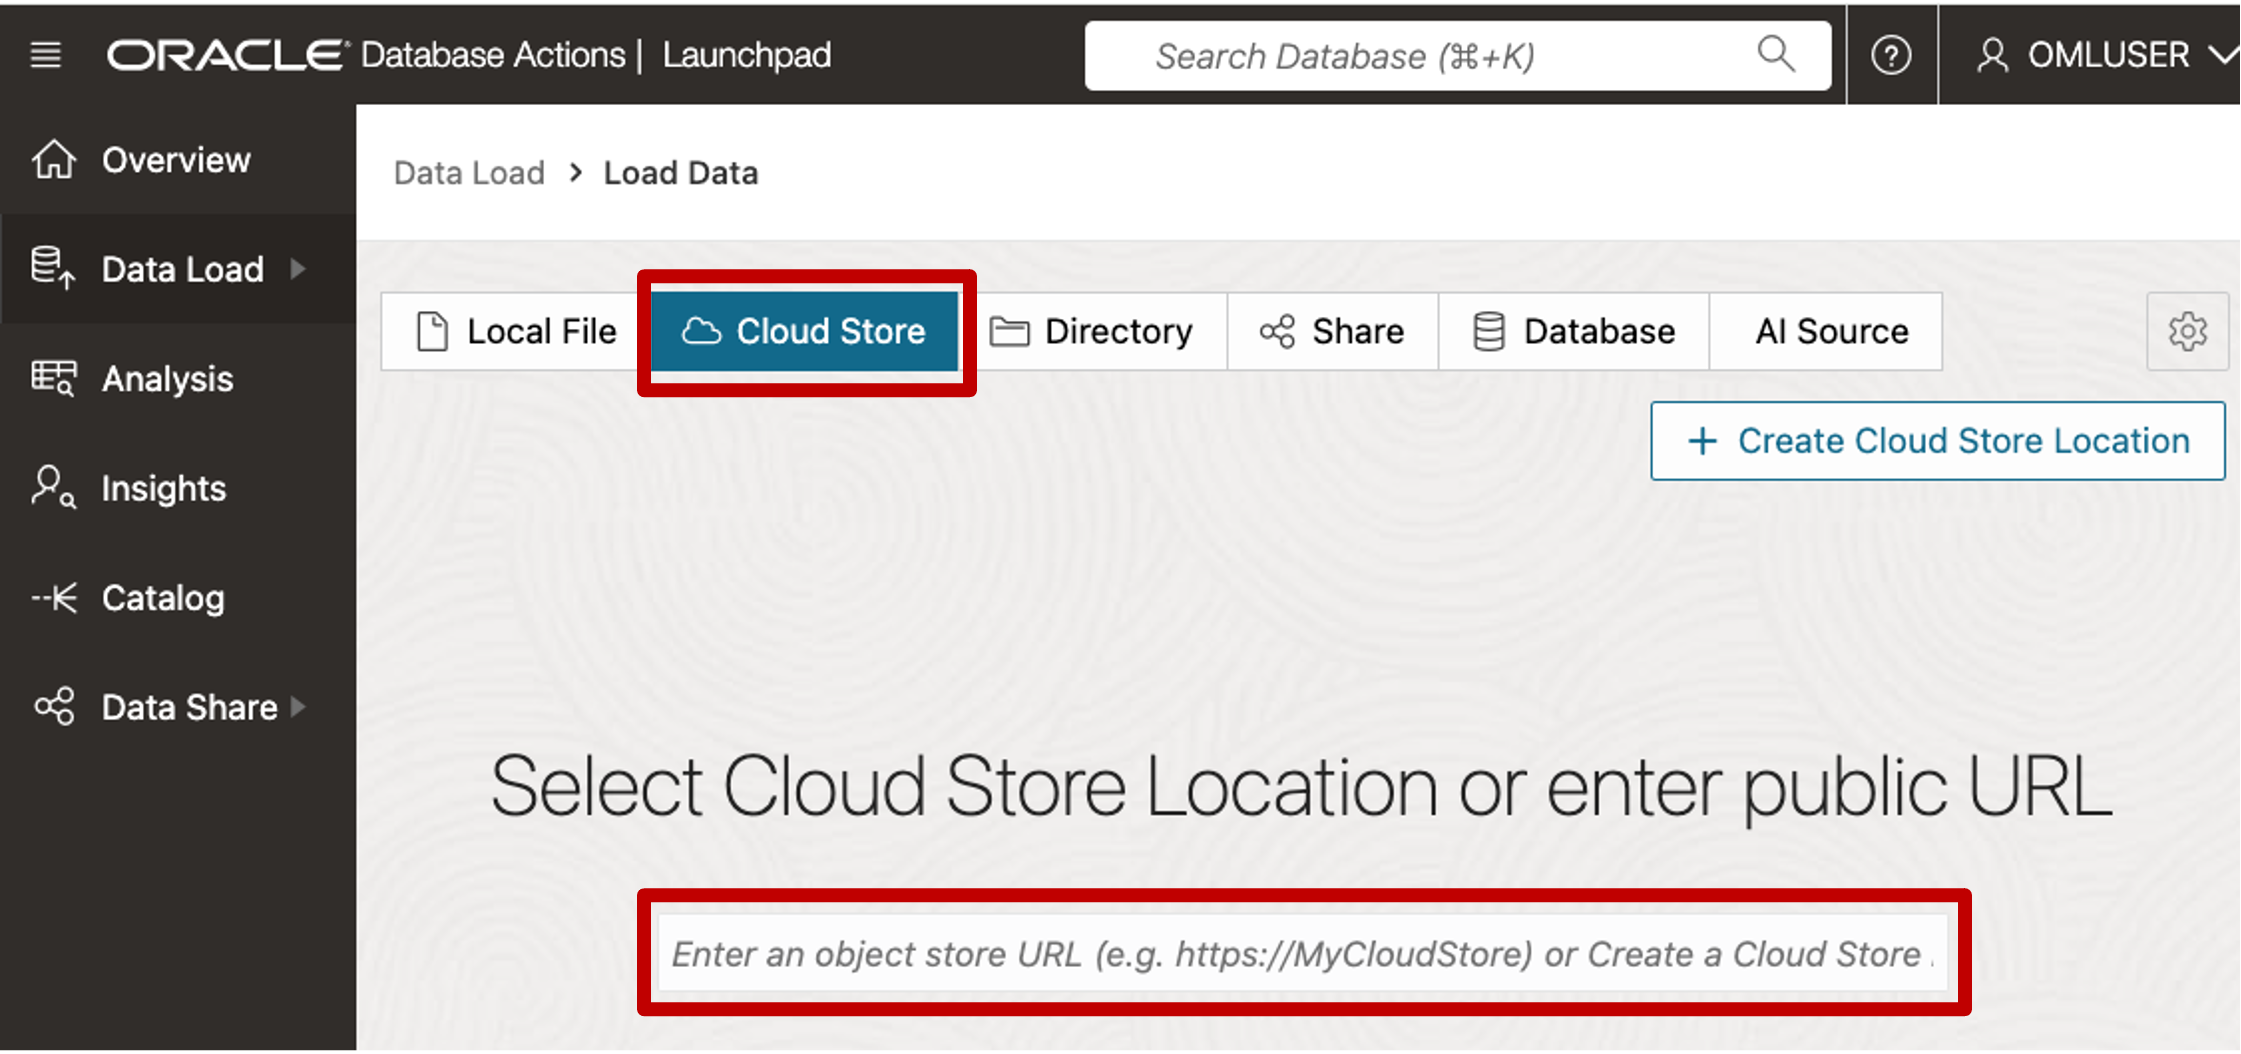 ORACLE® Database Actions | Launchpad
Search Database (⌘+K)
OMLUSER
Overview
Data Load
Analysis
Insights
Catalog
Data Share
Data Load > Load Data
Local File
Cloud Store
Directory
Share
Database
AI Source
+ Create Cloud Store Location
Select Cloud Store Location or enter public URL
Enter an object store URL (e.g. https://MyCloudStore) or Create a Cloud Store